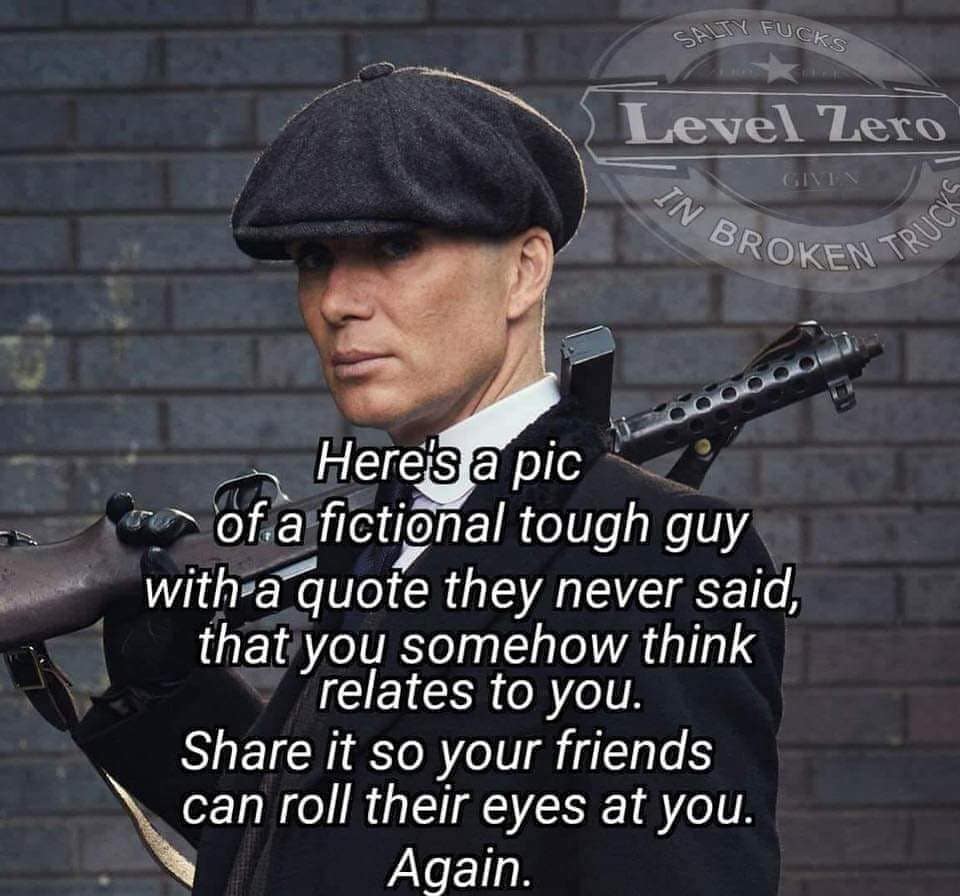 SALTY FUCKS
Level Zero
GIVEN
IN BROKEN TRUCKS
Here's a pic
of a fictional tough guy
with a quote they never said,
that you somehow think
relates to you.
Share it so your friends
can roll their eyes at you.
Again.